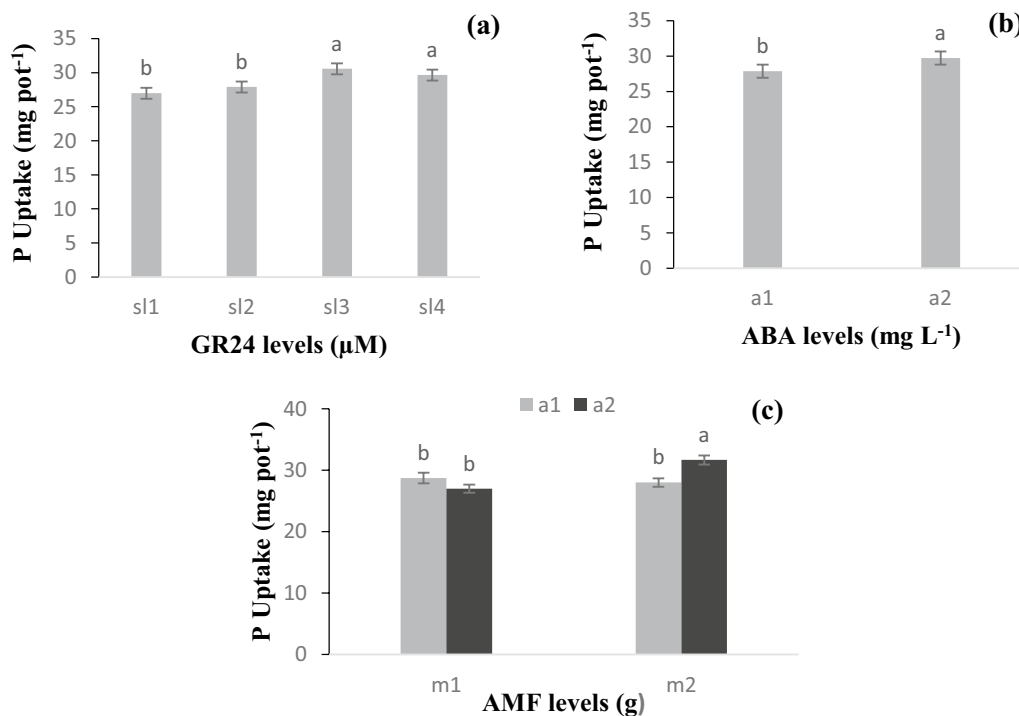 (a)
P Uptake (mg pot-1)
35
30
25
20
15
10
5
0
b
b
a
a
sl1 sl2 sl3 sl4
GR24 levels (µM)
(b)
P Uptake (mg pot-1)
35
30
25
20
15
10
5
0
b
a
a1 a2
ABA levels (mg L-1)
(c)
a1 a2
P Uptake (mg pot-1)
40
30
20
10
0
b
b
b
a
m1 m2
AMF levels (g)